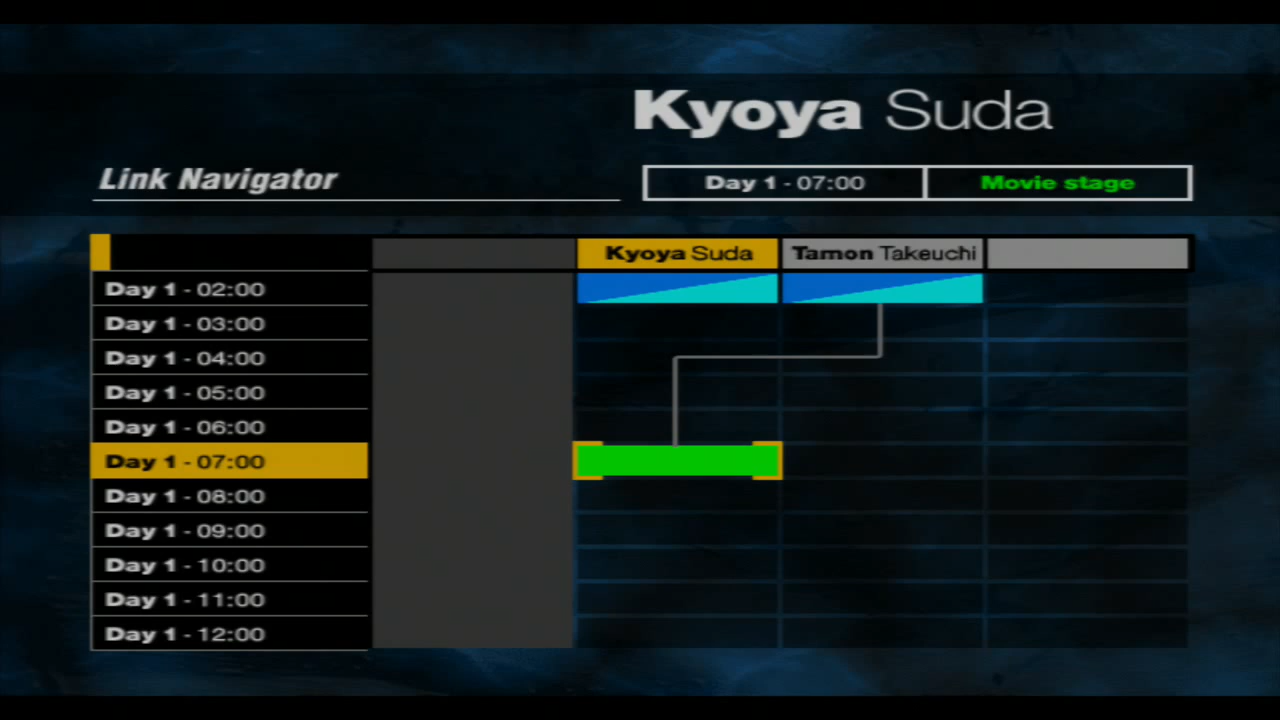 Kyoya Suda
Link Navigator
Day 1 - 07:00 Movie stage
Kyoya Suda Tamon Takeuchi
Day 1 - 02:00
Day 1 - 03:00
Day 1 - 04:00
Day 1 - 05:00
Day 1 - 06:00
Day 1 - 07:00
Day 1 - 08:00
Day 1 - 09:00
Day 1 - 10:00
Day 1 - 11:00
Day 1 - 12:00